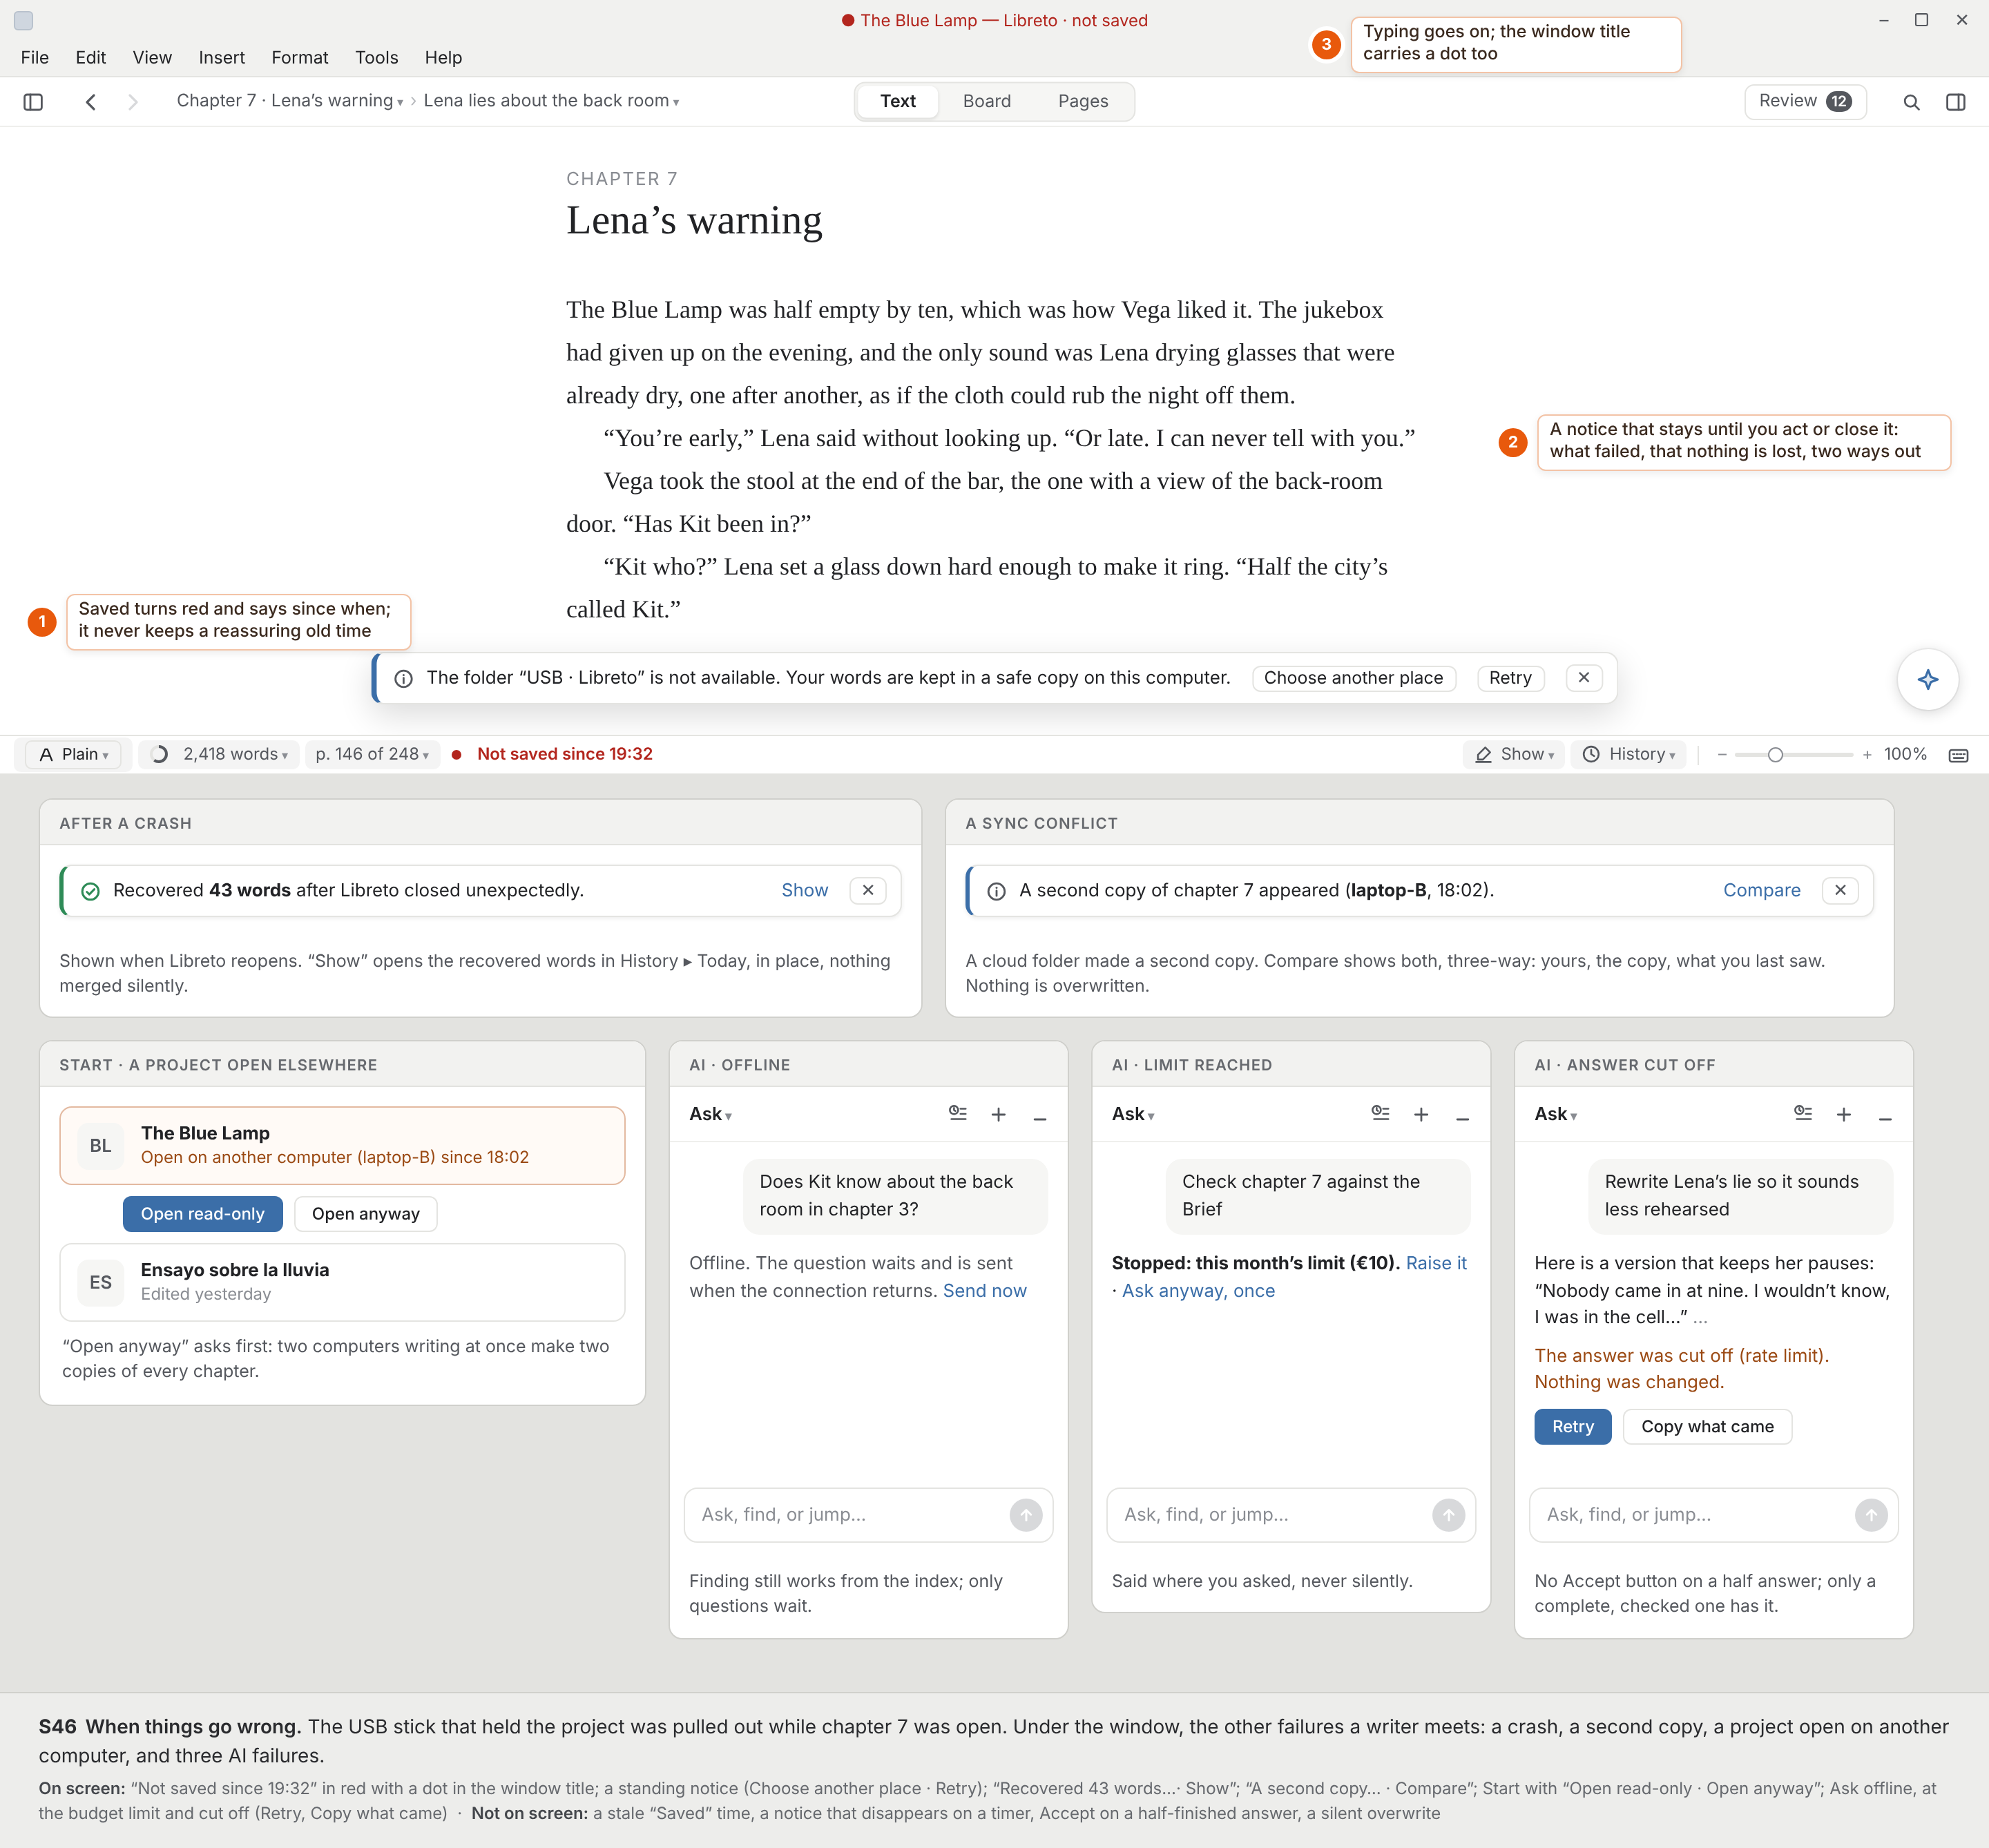 The Blue Lamp — Libreto · not saved
3
Typing goes on; the window title
carries a dot too
File Edit View Insert Format Tools Help
Chapter 7 · Lena’s warning ▾ › Lena lies about the back room ▾
Text Board Pages
Review 12
CHAPTER 7
Lena’s warning
The Blue Lamp was half empty by ten, which was how Vega liked it. The jukebox
had given up on the evening, and the only sound was Lena drying glasses that were
already dry, one after another, as if the cloth could rub the night off them.
“You’re early,” Lena said without looking up. “Or late. I can never tell with you.”
Vega took the stool at the end of the bar, the one with a view of the back-room
door. “Has Kit been in?”
“Kit who?” Lena set a glass down hard enough to make it ring. “Half the city’s
called Kit.”
2
A notice that stays until you act or close it:
what failed, that nothing is lost, two ways out
1
Saved turns red and says since when;
it never keeps a reassuring old time
The folder “USB · Libreto” is not available. Your words are kept in a safe copy on this computer. Choose another place Retry ✕
A Plain ▾ 2,418 words ▾ p. 146 of 248 ▾ Not saved since 19:32
Show ▾ History ▾ − + 100%
AFTER A CRASH
Recovered 43 words after Libreto closed unexpectedly. Show ✕
Shown when Libreto reopens. “Show” opens the recovered words in History ▸ Today, in place, nothing
merged silently.
A SYNC CONFLICT
A second copy of chapter 7 appeared (laptop-B, 18:02). Compare ✕
A cloud folder made a second copy. Compare shows both, three-way: yours, the copy, what you last saw.
Nothing is overwritten.
START · A PROJECT OPEN ELSEWHERE
BL
The Blue Lamp
Open on another computer (laptop-B) since 18:02
Open read-only Open anyway
ES
Ensayo sobre la lluvia
Edited yesterday
“Open anyway” asks first: two computers writing at once make two
copies of every chapter.
AI · OFFLINE
Ask ▾
Does Kit know about the back
room in chapter 3?
Offline. The question waits and is sent
when the connection returns. Send now
Ask, find, or jump…
Finding still works from the index; only
questions wait.
AI · LIMIT REACHED
Ask ▾
Check chapter 7 against the
Brief
Stopped: this month’s limit (€10). Raise it
· Ask anyway, once
Ask, find, or jump…
Said where you asked, never silently.
AI · ANSWER CUT OFF
Ask ▾
Rewrite Lena’s lie so it sounds
less rehearsed
Here is a version that keeps her pauses:
“Nobody came in at nine. I wouldn’t know,
I was in the cell…” …
The answer was cut off (rate limit).
Nothing was changed.
Retry Copy what came
Ask, find, or jump…
No Accept button on a half answer; only a
complete, checked one has it.
S46 When things go wrong. The USB stick that held the project was pulled out while chapter 7 was open. Under the window, the other failures a writer meets: a crash, a second copy, a project open on another
computer, and three AI failures.
On screen: “Not saved since 19:32” in red with a dot in the window title; a standing notice (Choose another place · Retry); “Recovered 43 words…· Show”; “A second copy… · Compare”; Start with “Open read-only · Open anyway”; Ask offline, at
the budget limit and cut off (Retry, Copy what came) · Not on screen: a stale “Saved” time, a notice that disappears on a timer, Accept on a half-finished answer, a silent overwrite